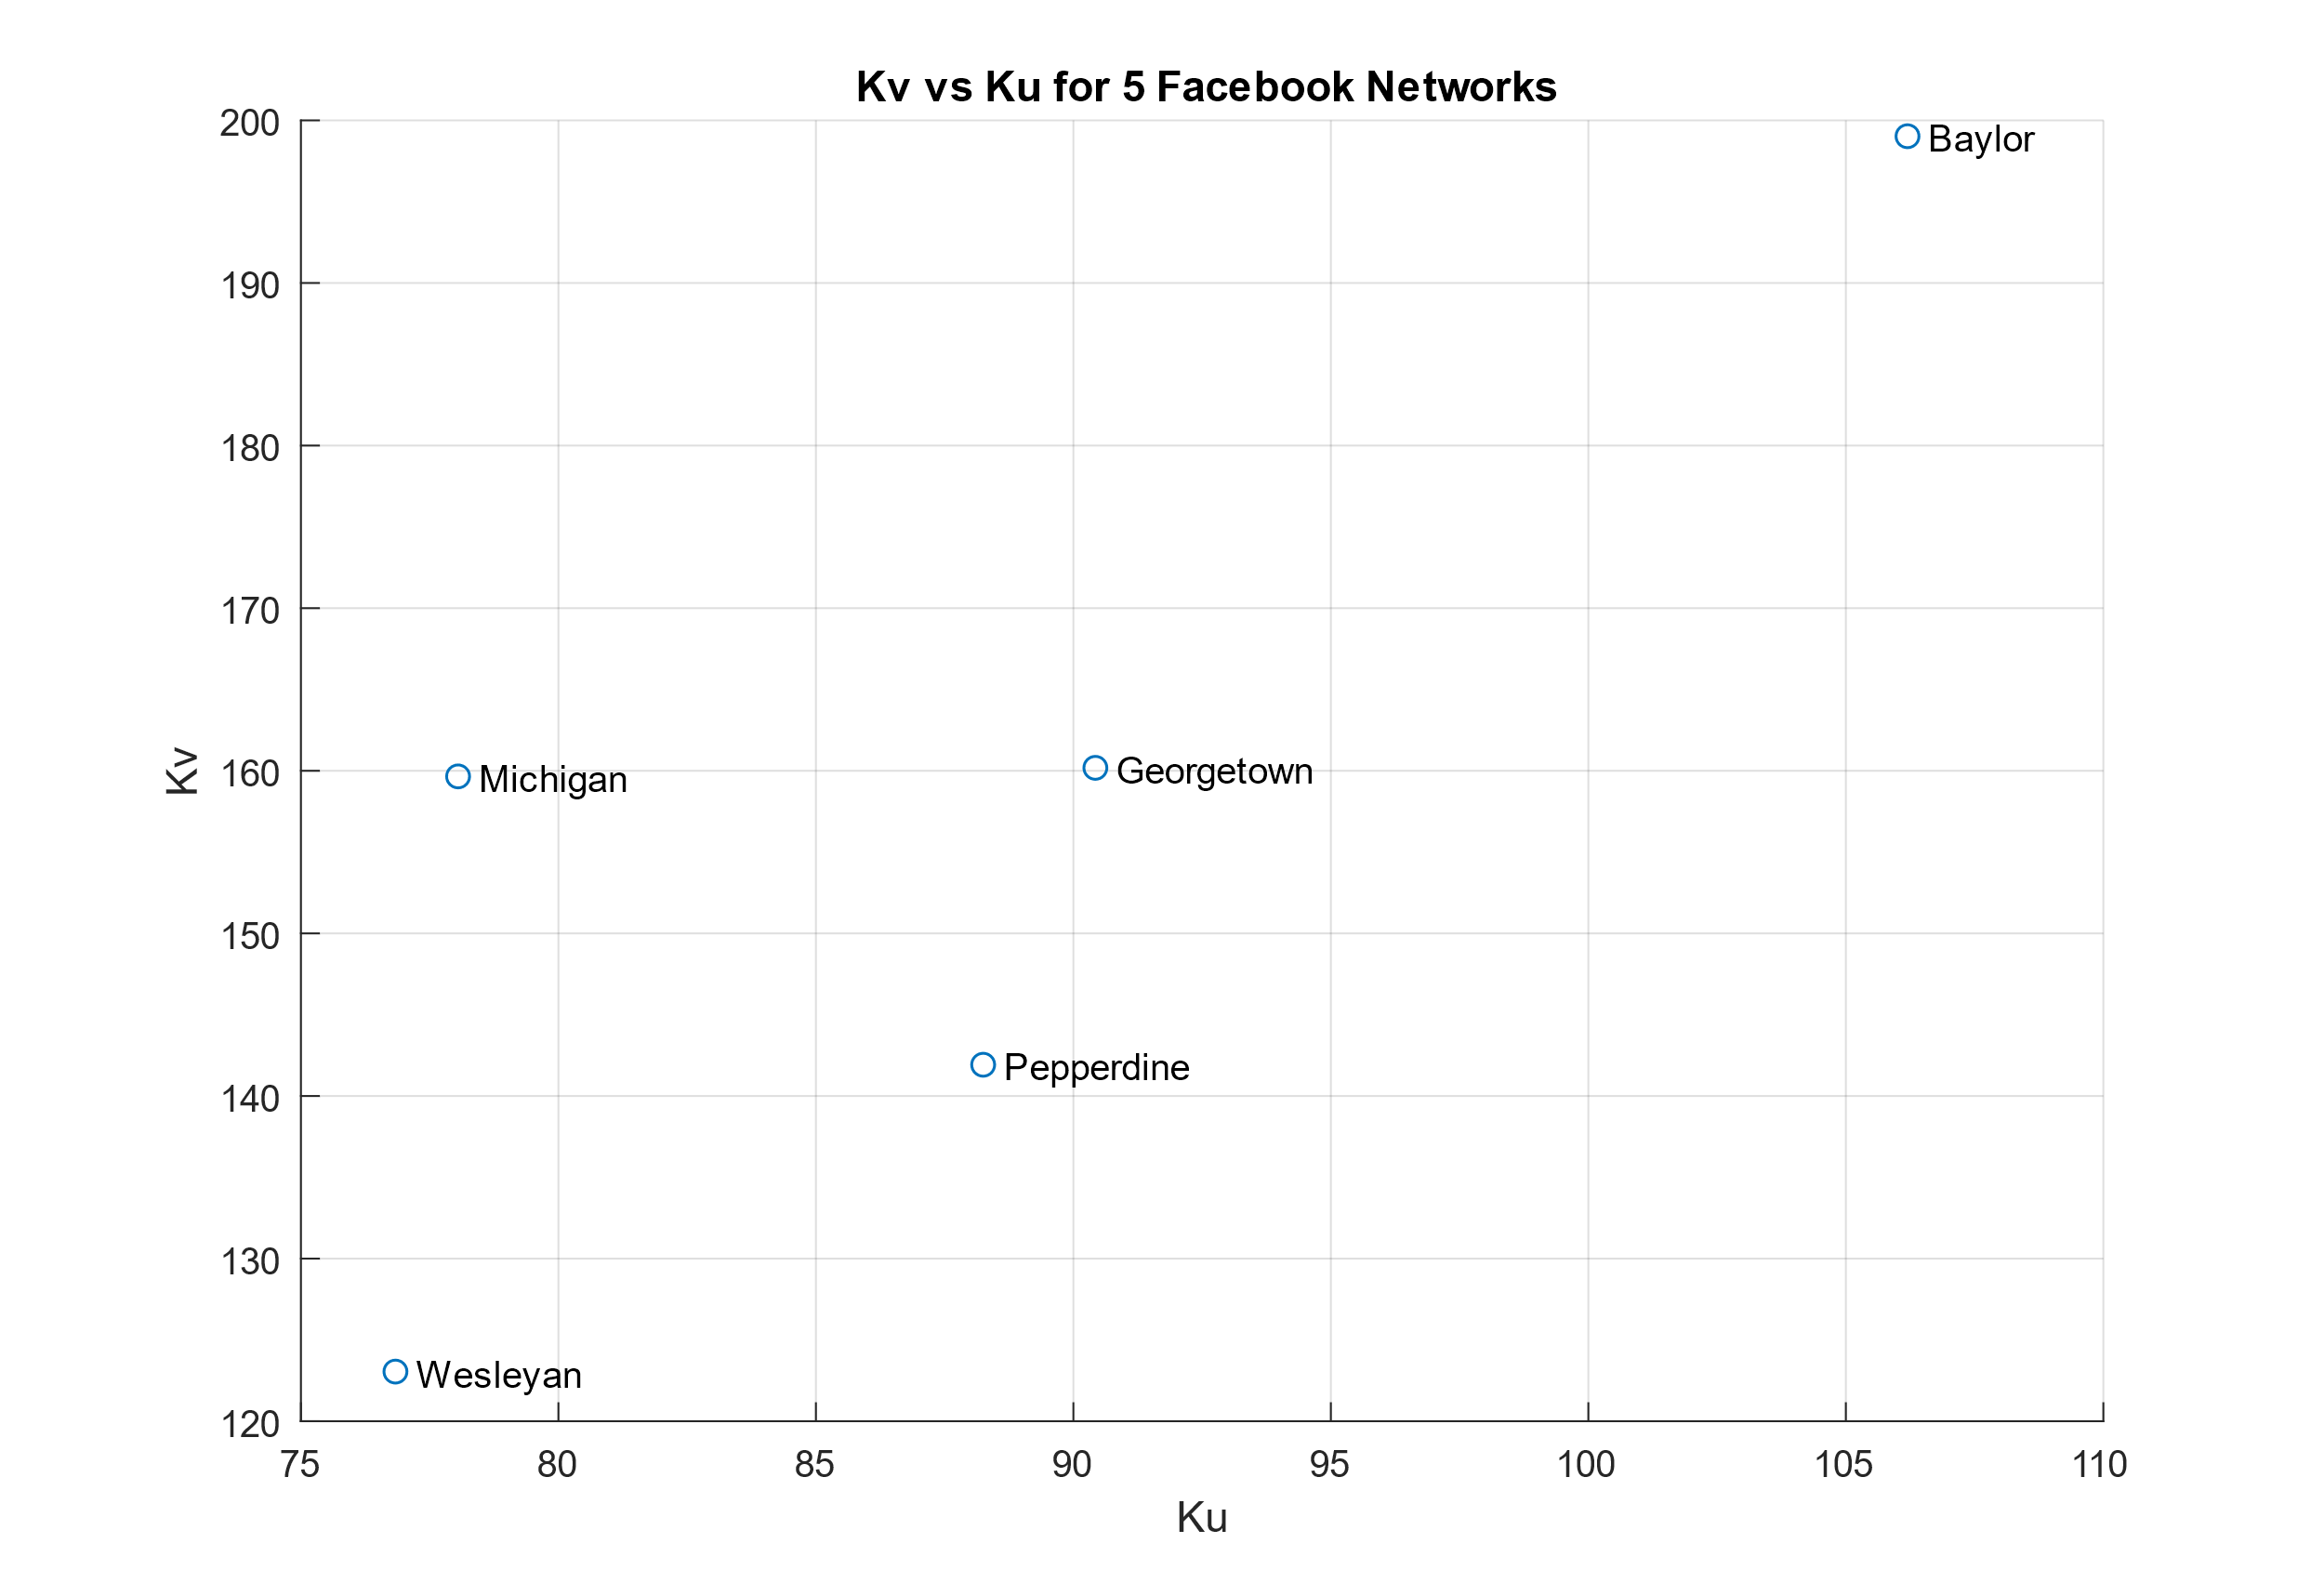 Kv vs Ku for 5 Facebook Networks
200
Baylor
190
180
170
Kv
160
Michigan
Georgetown
150
Pepperdine
140
130
Wesleyan
120
75 80 85 90 95 100 105 110
Ku